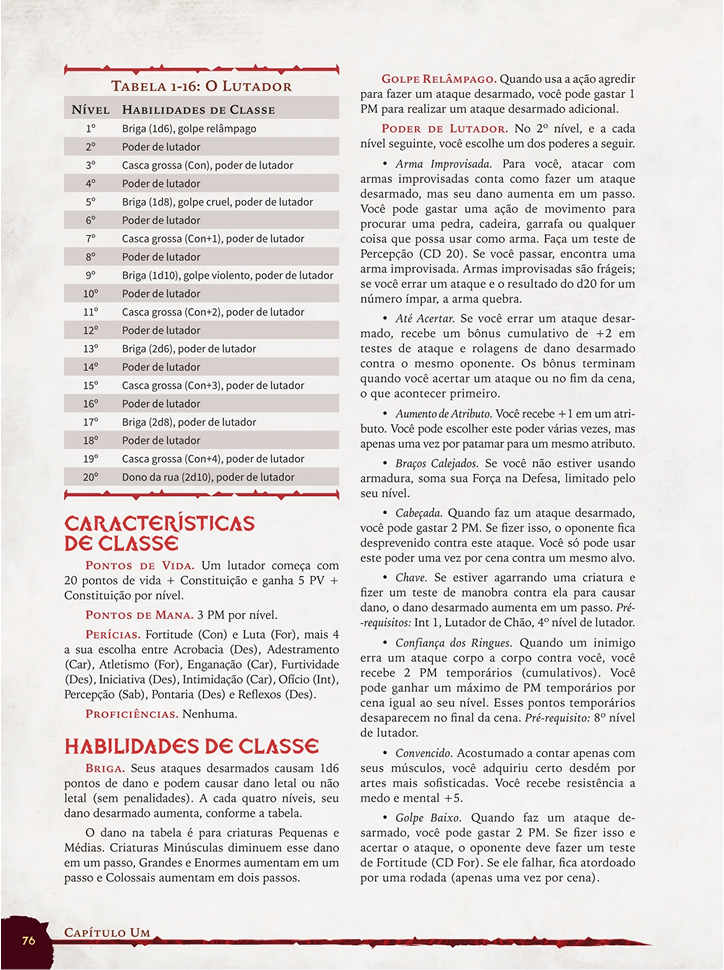 Tabela 1-16: O Lutador
Nível Habilidades de Classe
1º Briga (1d6), golpe relâmpago
2º Poder de lutador
3º Casca grossa (Con), poder de lutador
4º Poder de lutador
5º Briga (1d8), golpe cruel, poder de lutador
6º Poder de lutador
7º Casca grossa (Con+1), poder de lutador
8º Poder de lutador
9º Briga (1d10), golpe violento, poder de lutador
10º Poder de lutador
11º Casca grossa (Con+2), poder de lutador
12º Poder de lutador
13º Briga (2d6), poder de lutador
14º Poder de lutador
15º Casca grossa (Con+3), poder de lutador
16º Poder de lutador
17º Briga (2d8), poder de lutador
18º Poder de lutador
19º Casca grossa (Con+4), poder de lutador
20º Dono da rua (2d10), poder de lutador
Características
de Classe
Pontos de Vida. Um lutador começa com
20 pontos de vida + Constituição e ganha 5 PV +
Constituição por nível.
Pontos de Mana. 3 PM por nível.
Perícias. Fortitude (Con) e Luta (For), mais 4
a sua escolha entre Acrobacia (Des), Adestramento
(Car), Atletismo (For), Enganação (Car), Furtividade
(Des), Iniciativa (Des), Intimidação (Car), Ofício (Int),
Percepção (Sab), Pontaria (Des) e Reflexos (Des).
Proficiências. Nenhuma.
Habilidades de Classe
Briga. Seus ataques desarmados causam 1d6
pontos de dano e podem causar dano letal ou não
letal (sem penalidades). A cada quatro níveis, seu
dano desarmado aumenta, conforme a tabela.
O dano na tabela é para criaturas Pequenas e
Médias. Criaturas Minúsculas diminuem esse dano
em um passo, Grandes e Enormes aumentam em um
passo e Colossais aumentam em dois passos.
Golpe Relâmpago. Quando usa a ação agredir
para fazer um ataque desarmado, você pode gastar 1
PM para realizar um ataque desarmado adicional.
Poder de Lutador. No 2º nível, e a cada
nível seguinte, você escolhe um dos poderes a seguir.
• Arma Improvisada. Para você, atacar com
armas improvisadas conta como fazer um ataque
desarmado, mas seu dano aumenta em um passo.
Você pode gastar uma ação de movimento para
procurar uma pedra, cadeira, garrafa ou qualquer
coisa que possa usar como arma. Faça um teste de
Percepção (CD 20). Se você passar, encontra uma
arma improvisada. Armas improvisadas são frágeis;
se você errar um ataque e o resultado do d20 for um
número ímpar, a arma quebra.
• Até Acertar. Se você errar um ataque desar-
mado, recebe um bônus cumulativo de +2 em
testes de ataque e rolagens de dano desarmado
contra o mesmo oponente. Os bônus terminam
quando você acertar um ataque ou no fim da cena,
o que acontecer primeiro.
• Aumento de Atributo. Você recebe +1 em um atri-
buto. Você pode escolher este poder várias vezes, mas
apenas uma vez por patamar para um mesmo atributo.
• Braços Calejados. Se você não estiver usando
armadura, soma sua Força na Defesa, limitado pelo
seu nível.
• Cabeçada. Quando faz um ataque desarmado,
você pode gastar 2 PM. Se fizer isso, o oponente fica
desprevenido contra este ataque. Você só pode usar
este poder uma vez por cena contra um mesmo alvo.
• Chave. Se estiver agarrando uma criatura e
fizer um teste de manobra contra ela para causar
dano, o dano desarmado aumenta em um passo. Pré-
-requisitos: Int 1, Lutador de Chão, 4º nível de lutador.
• Confiança dos Ringues. Quando um inimigo
erra um ataque corpo a corpo contra você, você
recebe 2 PM temporários (cumulativos). Você
pode ganhar um máximo de PM temporários por
cena igual ao seu nível. Esses pontos temporários
desaparecem no final da cena. Pré-requisito: 8º nível
de lutador.
• Convencido. Acostumado a contar apenas com
seus músculos, você adquiriu certo desdém por
artes mais sofisticadas. Você recebe resistência a
medo e mental +5.
• Golpe Baixo. Quando faz um ataque de-
sarmado, você pode gastar 2 PM. Se fizer isso e
acertar o ataque, o oponente deve fazer um teste
de Fortitude (CD For). Se ele falhar, fica atordoado
por uma rodada (apenas uma vez por cena).
76
Capítulo Um